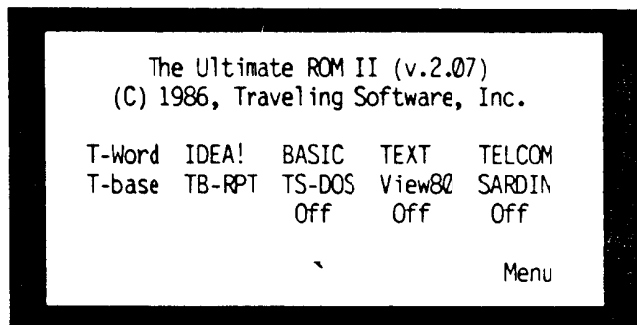 The Ultimate ROM II (v.2.07)
(C) 1986, Traveling Software, Inc.
T-Word IDEA! BASIC TEXT TELCOM
T-base TB-RPT TS-DOS View80 SARDIN
Off Off Off
Menu